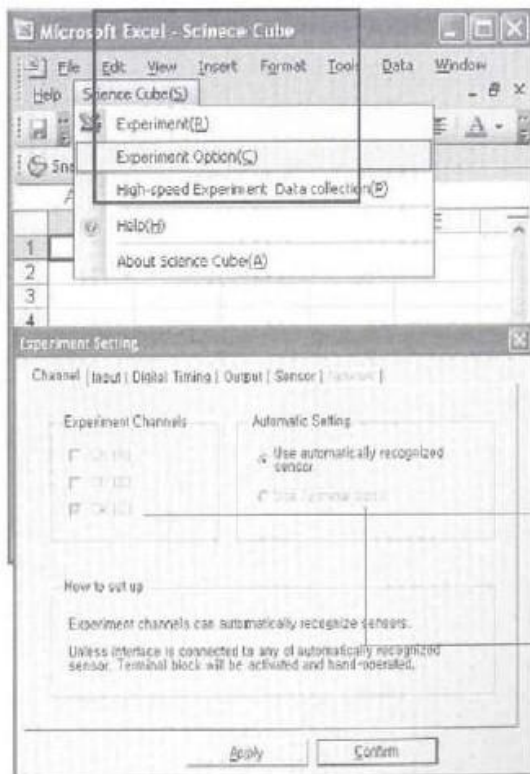 Microsoft Excel - Scinece Cube
File Edit View Insert Format Tools Data Window
Help Science Cube(S)
Experiment(R)
Experiment Option(C)
Sna
High-speed Experiment Data collection(P)
A
Help(H)
E
1
About Science Cube(A)
2
3
4
Experiment Setting
Channel | Input | Digital Timing | Output | Sensor |
Experiment Channels
Automatic Setting
Use automatically recognized
sensor
How to set up
Experiment channels can automatically recognize sensors.
Unless interface is connected to any of automatically recognized
sensor. Terminal block will be activated and hand-operated.
Apply Confirm